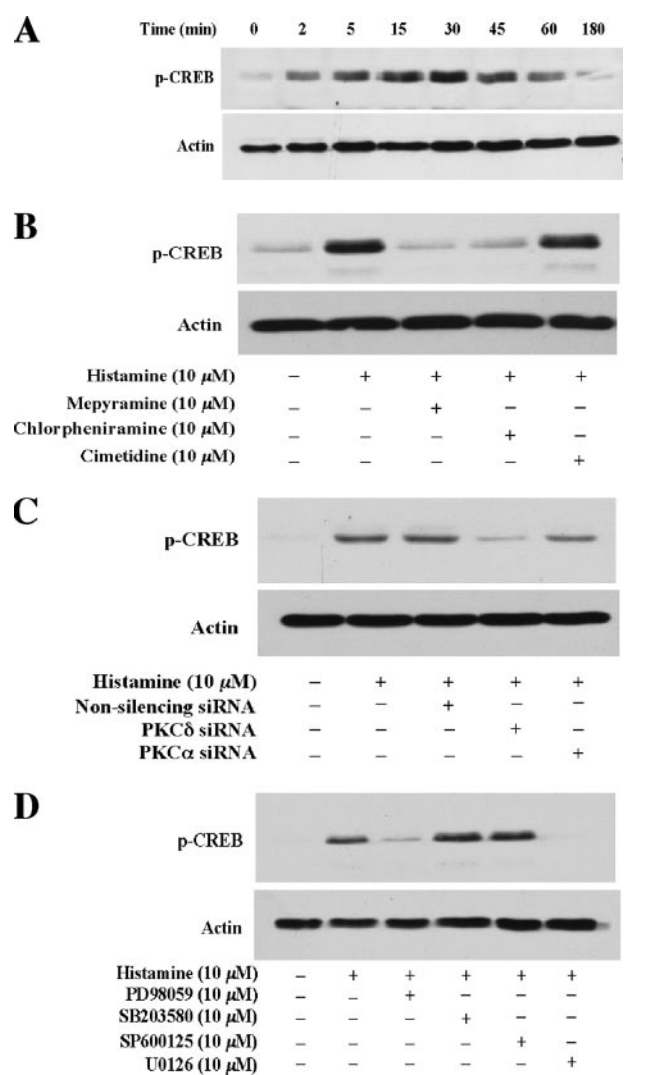 A
Time (min) 0 2 5 15 30 45 60 180
p-CREB
Actin
B
p-CREB
Actin
Histamine (10 μM) – + + + +
Mepyramine (10 μM) – – + – –
Chlorpheniramine (10 μM) – – – + –
Cimetidine (10 μM) – – – – +
C
p-CREB
Actin
Histamine (10 μM) – + + + +
Non-silencing siRNA – – + – –
PKCδ siRNA – – – + –
PKCα siRNA – – – – +
D
p-CREB
Actin
Histamine (10 μM) – + + + + +
PD98059 (10 μM) – – + – – –
SB203580 (10 μM) – – – + – –
SP600125 (10 μM) – – – – + –
U0126 (10 μM) – – – – – +